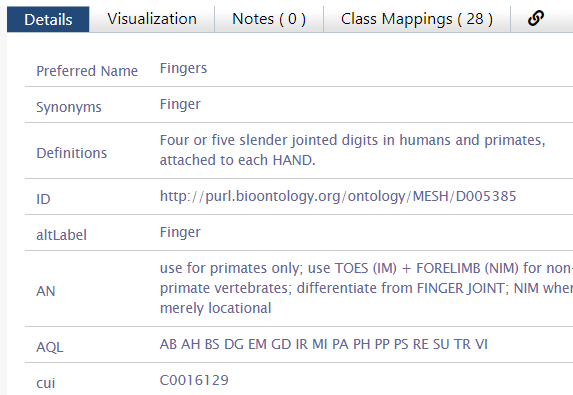 Details Visualization Notes ( 0 ) Class Mappings ( 28 )
Preferred Name Fingers
Synonyms Finger
Definitions Four or five slender jointed digits in humans and primates,
attached to each HAND.
ID http://purl.bioontology.org/ontology/MESH/D005385
altLabel Finger
AN use for primates only; use TOES (IM) + FORELIMB (NIM) for non-
primate vertebrates; differentiate from FINGER JOINT; NIM when
merely locational
AQL AB AH BS DG EM GD IR MI PA PH PP PS RE SU TR VI
cui C0016129